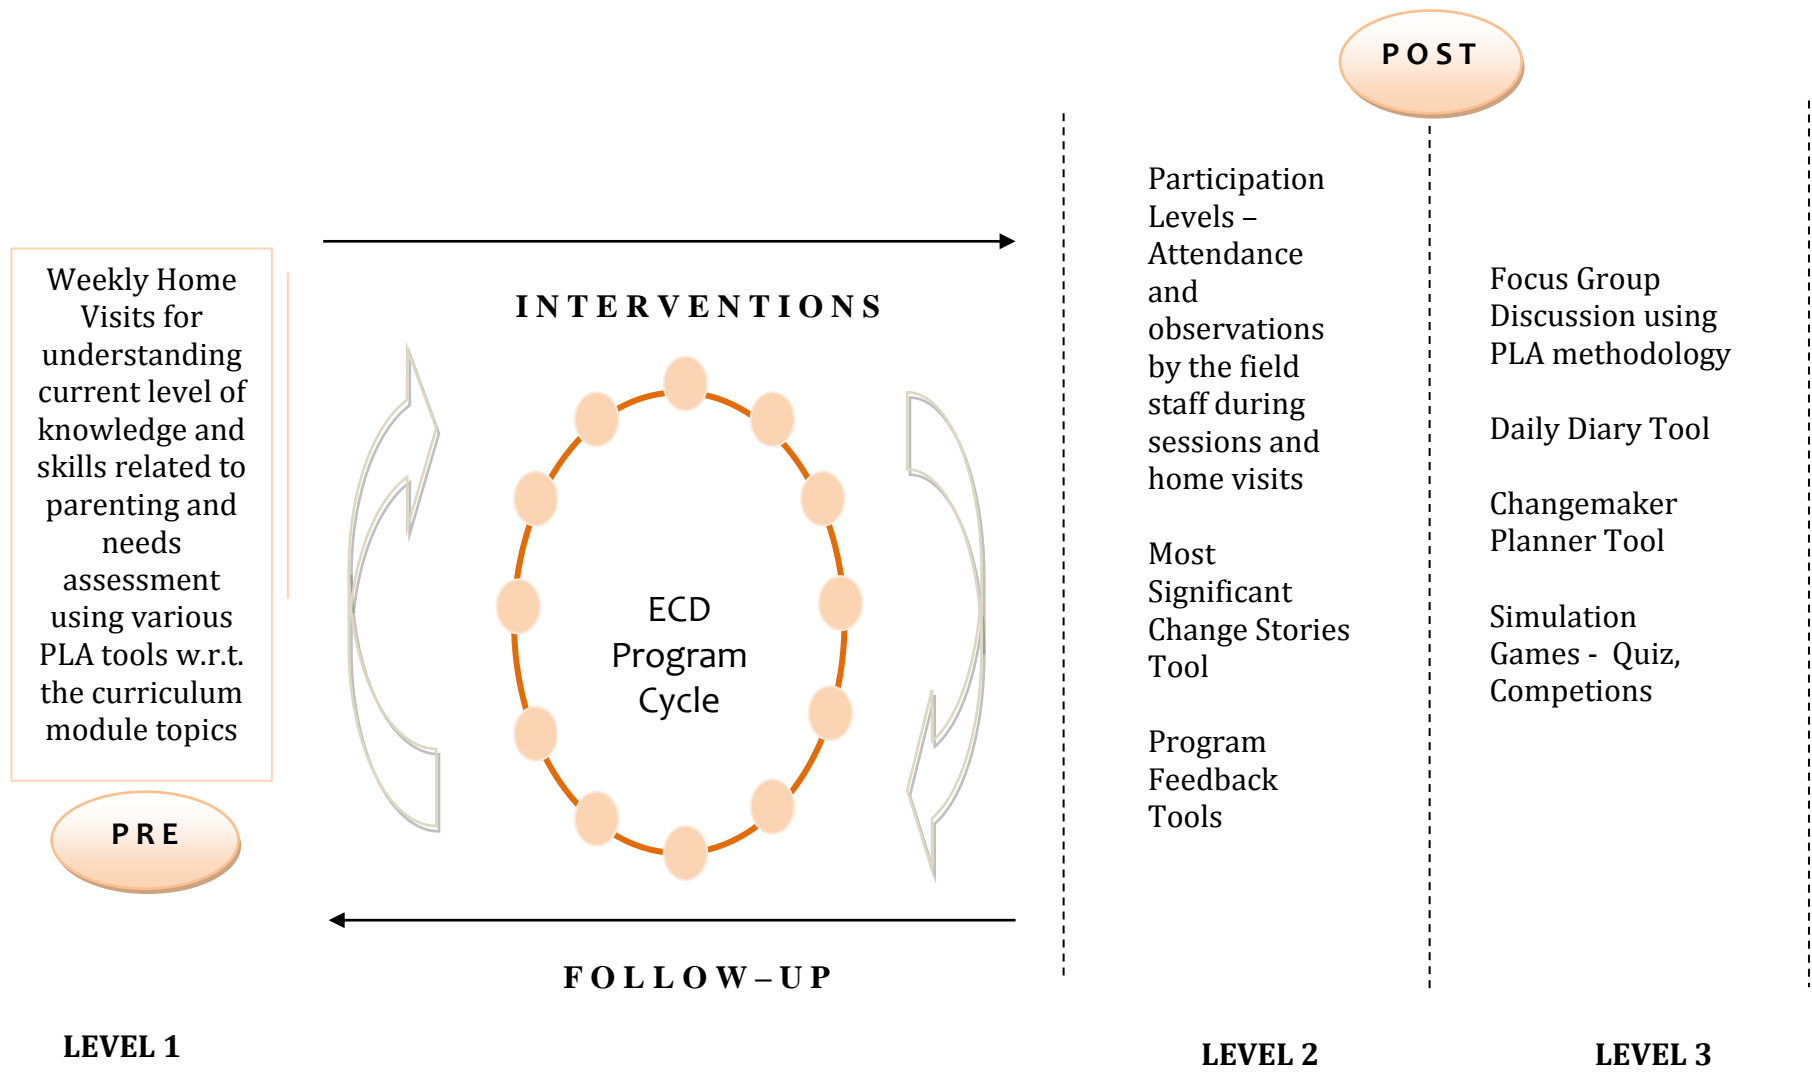 POST
Weekly Home
Visits for
understanding
current level of
knowledge and
skills related to
parenting and
needs
assessment
using various
PLA tools w.r.t.
the curriculum
module topics
PRE
LEVEL 1
INTERVENTIONS
ECD
Program
Cycle
FOLLOW–UP
Participation
Levels –
Attendance
and
observations
by the field
staff during
sessions and
home visits
Most
Significant
Change Stories
Tool
Program
Feedback
Tools
LEVEL 2
Focus Group
Discussion using
PLA methodology
Daily Diary Tool
Changemaker
Planner Tool
Simulation
Games - Quiz,
Competions
LEVEL 3